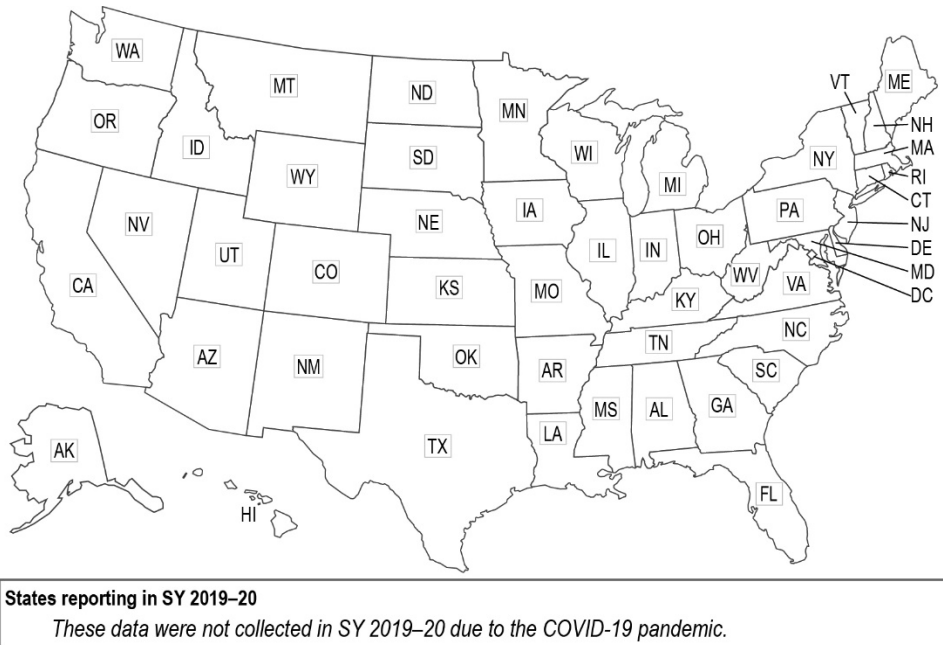 WA
MT
ND
MN
VT
ME
OR
NH
ID
SD
WI
MA
NY
WY
MI
RI
CT
IA
PA
NV
NE
NJ
OH
IL
IN
DE
UT
CO
WV
MD
CA
KS
MO
VA
DC
KY
NC
TN
AZ
NM
OK
AR
SC
MS
AL
GA
LA
TX
AK
FL
HI
States reporting in SY 2019–20
These data were not collected in SY 2019–20 due to the COVID-19 pandemic.